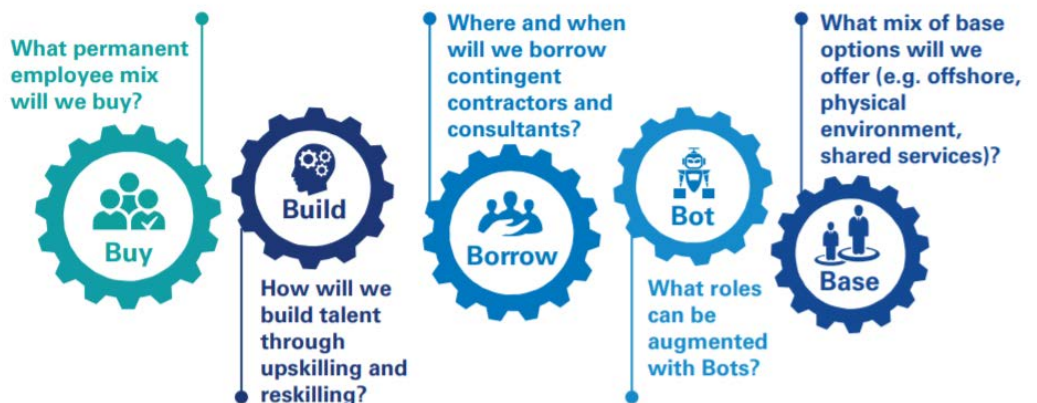 What permanent
employee mix
will we buy?
Buy
Build
How will we
build talent
through
upskilling and
reskilling?
Where and when
will we borrow
contingent
contractors and
consultants?
Borrow
Bot
What roles
can be
augmented
with Bots?
What mix of base
options will we
offer (e.g. offshore,
physical
environment,
shared services)?
Base